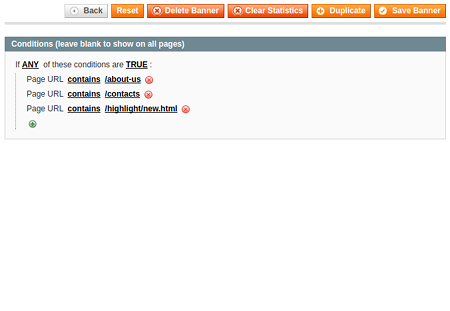 Back Reset Delete Banner Clear Statistics Duplicate Save Banner
Conditions (leave blank to show on all pages)
If ANY of these conditions are TRUE :
Page URL contains /about-us
Page URL contains /contacts
Page URL contains /highlight/new.html